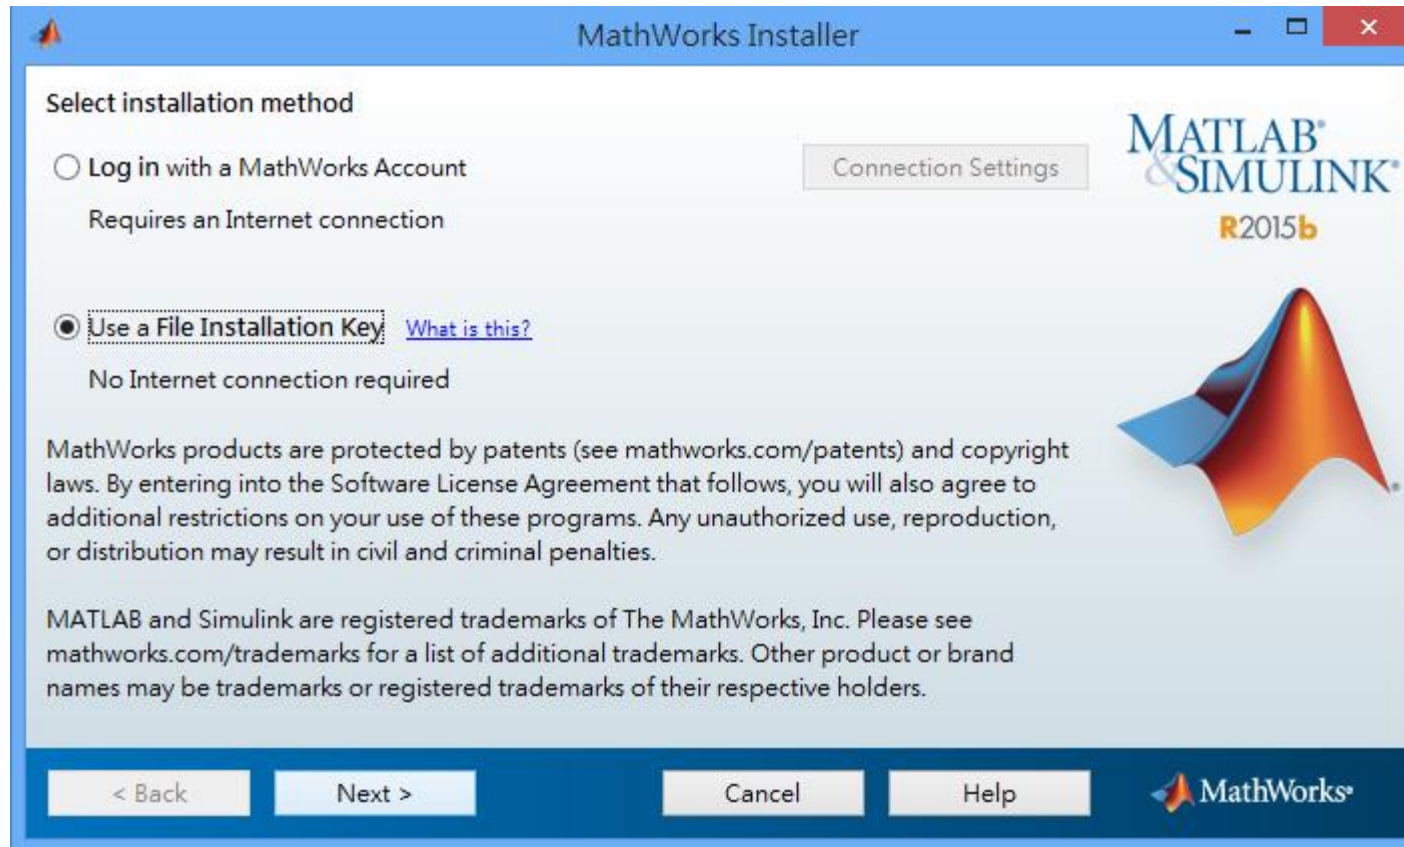 MathWorks Installer
Select installation method
Log in with a MathWorks Account
Connection Settings
Requires an Internet connection
Use a File Installation Key What is this?
No Internet connection required
MathWorks products are protected by patents (see mathworks.com/patents) and copyright
laws. By entering into the Software License Agreement that follows, you will also agree to
additional restrictions on your use of these programs. Any unauthorized use, reproduction,
or distribution may result in civil and criminal penalties.
MATLAB and Simulink are registered trademarks of The MathWorks, Inc. Please see
mathworks.com/trademarks for a list of additional trademarks. Other product or brand
names may be trademarks or registered trademarks of their respective holders.
MATLAB®
&SIMULINK®
R2015b
®
< Back Next > Cancel Help
MathWorks®